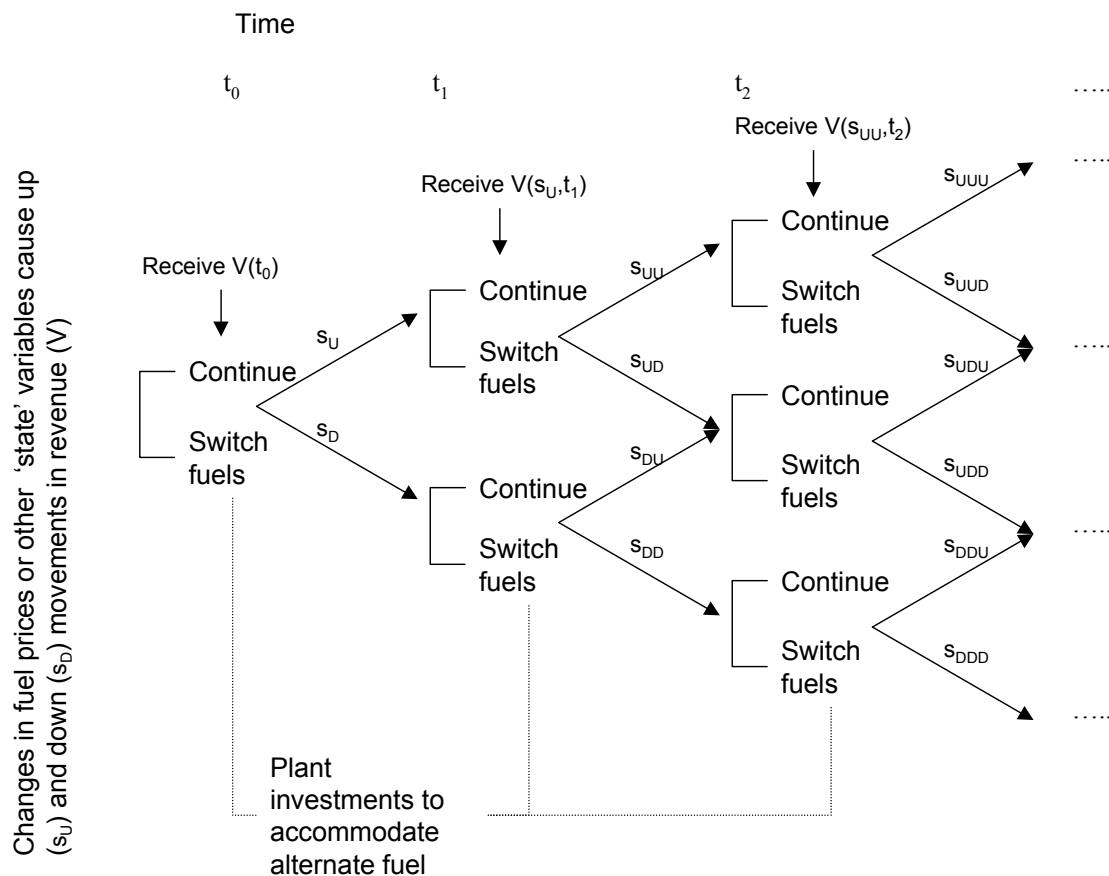 Time
t0
t1
t2
.....
Receive V(sUU,t2)
.....
sUUU
Receive V(sU,t1)
Continue
sUU
sUUD
Receive V(t0)
Continue
Switch
fuels
sU
.....
Switch
fuels
sUD
sUDU
Continue
Continue
sD
sDU
Switch
fuels
Continue
Switch
fuels
sUDD
.....
Switch
fuels
sDD
sDDU
Continue
Switch
fuels
sDDD
.....
Plant
investments to
accommodate
alternate fuel
Changes in fuel prices or other ‘state’ variables cause up
(sU) and down (sD) movements in revenue (V)